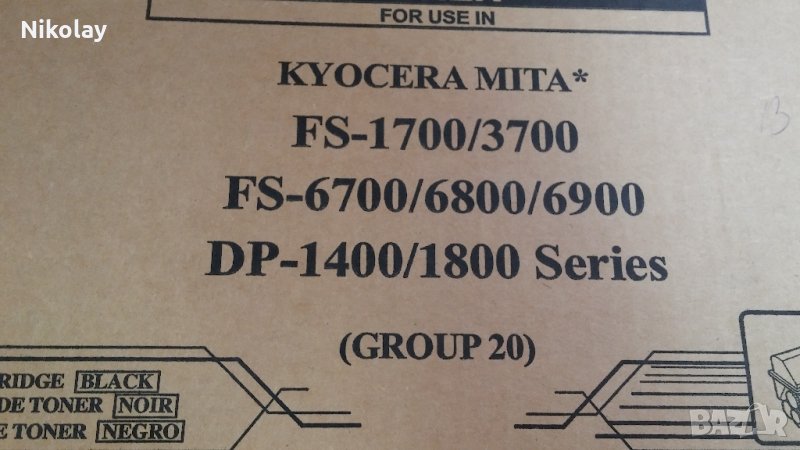 Nikolay
FOR USE IN
KYOCERA MITA*
FS-1700/3700
FS-6700/6800/6900
DP-1400/1800 Series
(GROUP 20)
RIDGE BLACK
DE TONER NOIR
E TONER NEGRO
BAZAR